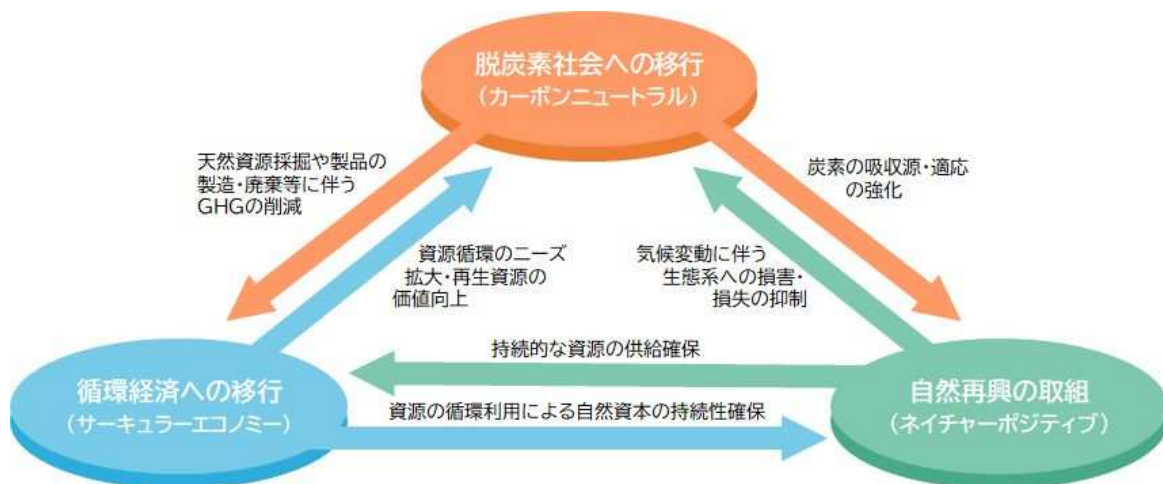 脱炭素社会への移行
(カーボンニュートラル)
天然資源採掘や製品の
製造・廃棄等に伴う
GHGの削減
炭素の吸収源・適応
の強化
資源循環のニーズ
拡大・再生資源の
価値向上
気候変動に伴う
生態系への損害・
損失の抑制
持続的な資源の供給確保
循環経済への移行
(サーキュラーエコノミー)
資源の循環利用による自然資本の持続性確保
自然再興の取組
(ネイチャーポジティブ)